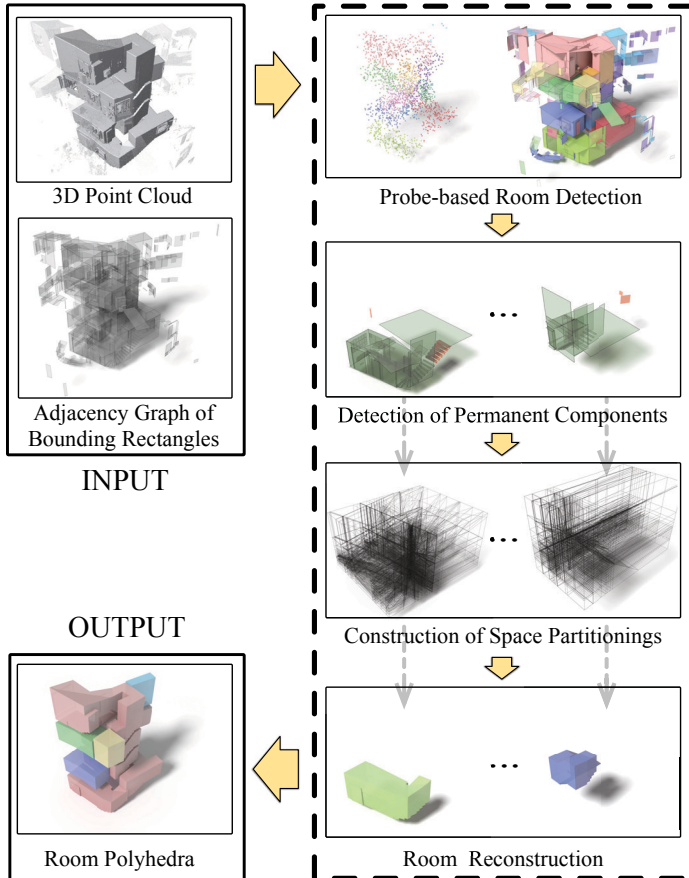 3D Point Cloud
Adjacency Graph of
Bounding Rectangles
INPUT
Probe-based Room Detection
Detection of Permanent Components
Construction of Space Partitionings
Room Reconstruction
OUTPUT
Room Polyhedra